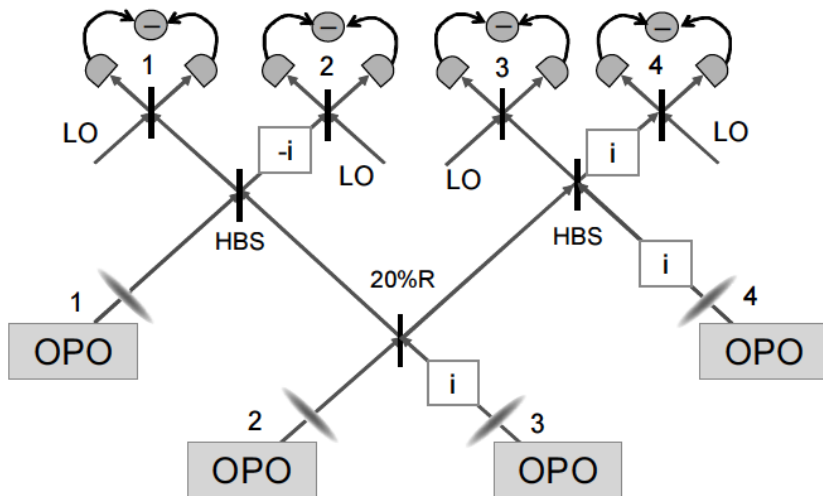 − − − −
1 2 3 4
LO -i LO LO i LO
HBS HBS
1 20%R i 4
OPO i OPO
2 3
OPO OPO